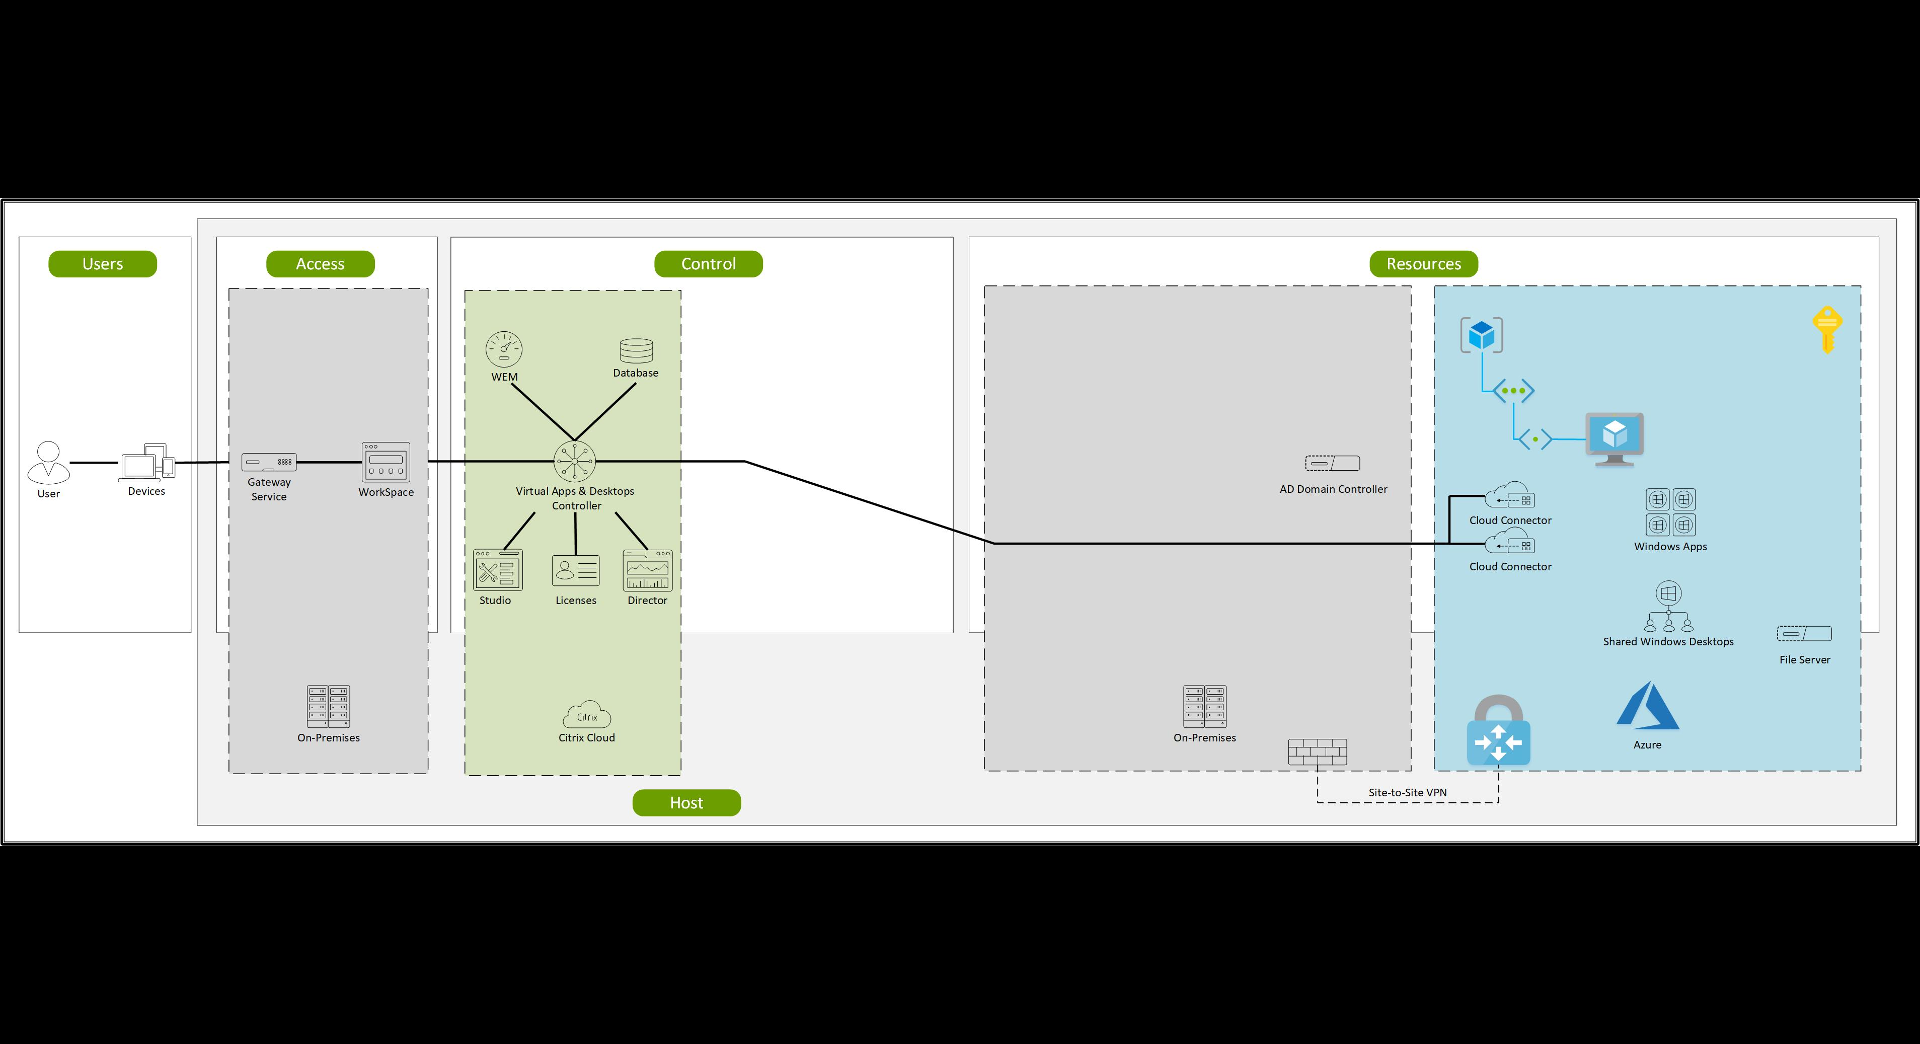 Users
Access
Control
Resources
WEM
Database
User
Devices
Gateway
Service
WorkSpace
Virtual Apps & Desktops
Controller
AD Domain Controller
Cloud Connector
Cloud Connector
Windows Apps
Studio
Licenses
Director
Shared Windows Desktops
File Server
On-Premises
Citrix
Citrix Cloud
On-Premises
Azure
Site-to-Site VPN
Host